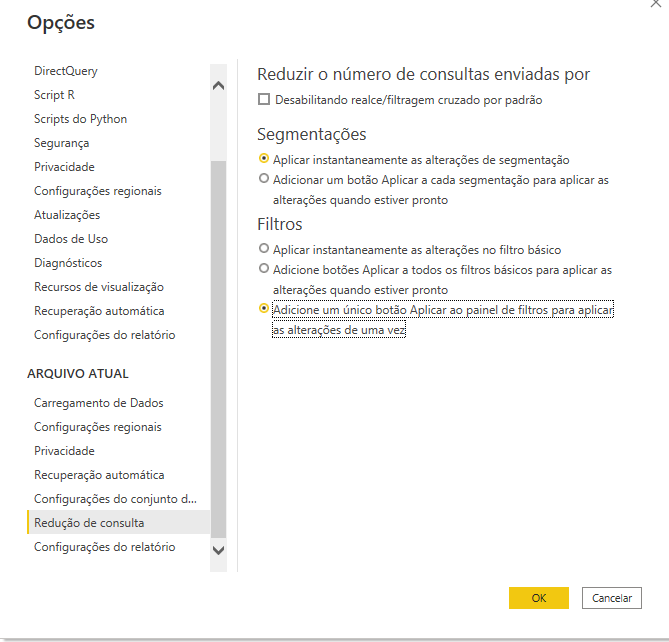 Opções
DirectQuery
Script R
Scripts do Python
Segurança
Privacidade
Configurações regionais
Atualizações
Dados de Uso
Diagnósticos
Recursos de visualização
Recuperação automática
Configurações do relatório
ARQUIVO ATUAL
Carregamento de Dados
Configurações regionais
Privacidade
Recuperação automática
Configurações do conjunto d...
Redução de consulta
Configurações do relatório
Reduzir o número de consultas enviadas por
Desabilitando realce/filtragem cruzado por padrão
Segmentações
Aplicar instantaneamente as alterações de segmentação
Adicionar um botão Aplicar a cada segmentação para aplicar as
alterações quando estiver pronto
Filtros
Aplicar instantaneamente as alterações no filtro básico
Adicione botões Aplicar a todos os filtros básicos para aplicar as
alterações quando estiver pronto
Adicione um único botão Aplicar ao painel de filtros para aplicar
as alterações de uma vez
OK
Cancelar